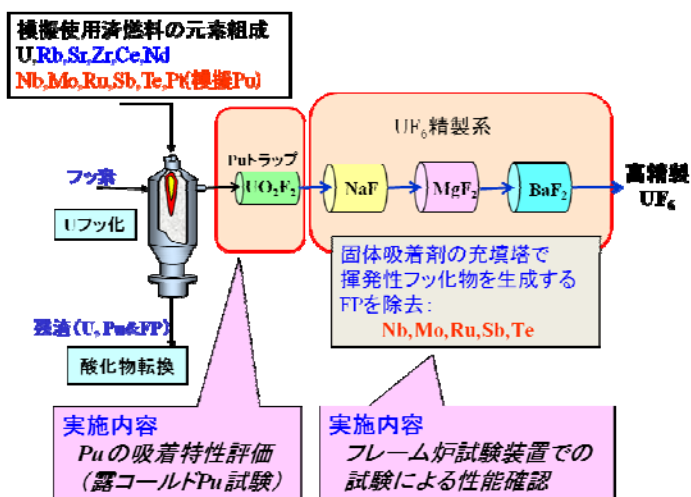 模擬使用済燃料の元素組成
U,Rb,Sr,Zr,Ce,Nd
Nb,Mo,Ru,Sb,Te,Pt(模擬Pu)
UF₆精製系
Puトラップ
フッ素
UO₂F₂
NaF
MgF₂
BaF₂
高精製
UF₆
Uフッ化
固体吸着剤の充填塔で
揮発性フッ化物を生成する
FPを除去:
Nb,Mo,Ru,Sb,Te
残渣(U, Pu&FP)
酸化物転換
実施内容
Puの吸着特性評価
(露コールドPu試験)
実施内容
フレーム炉試験装置での
試験による性能確認